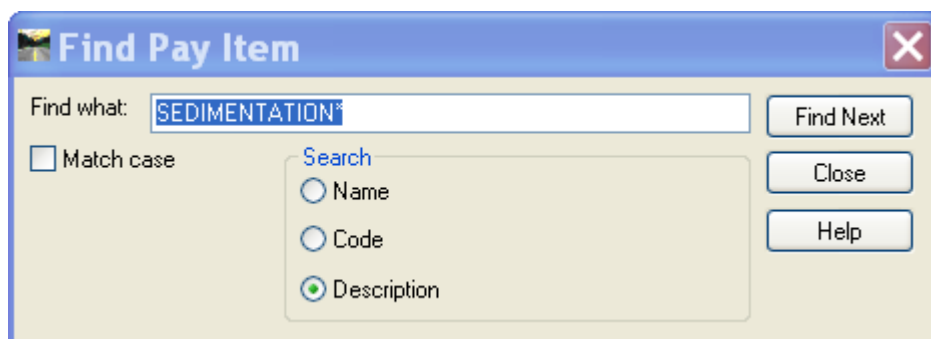 Find Pay Item
Find what: SEDIMENTATION* Find Next
Match case Search Close
Name
Code Help
Description